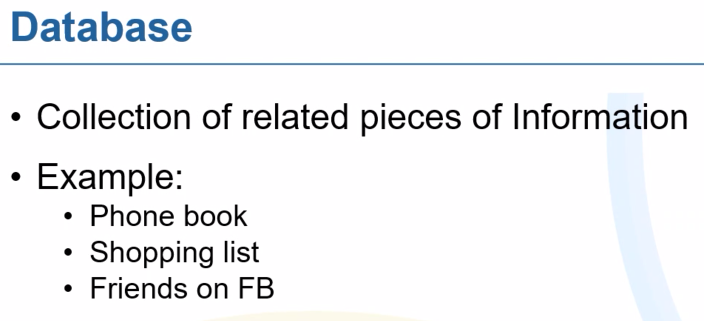 Database
• Collection of related pieces of Information
• Example:
• Phone book
• Shopping list
• Friends on FB